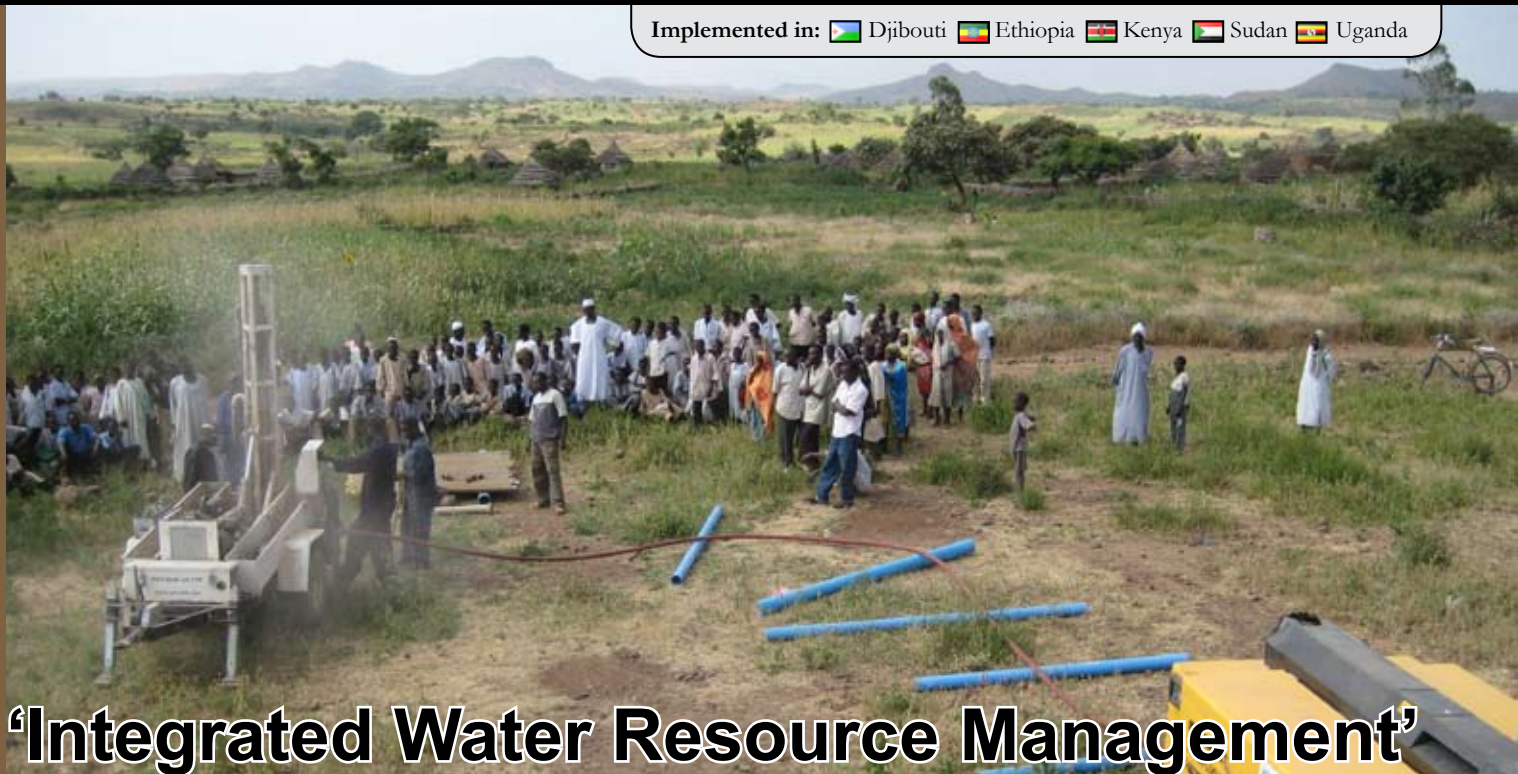 Implemented in: Djibouti Ethiopia Kenya Sudan Uganda
‘Integrated Water Resource Management’